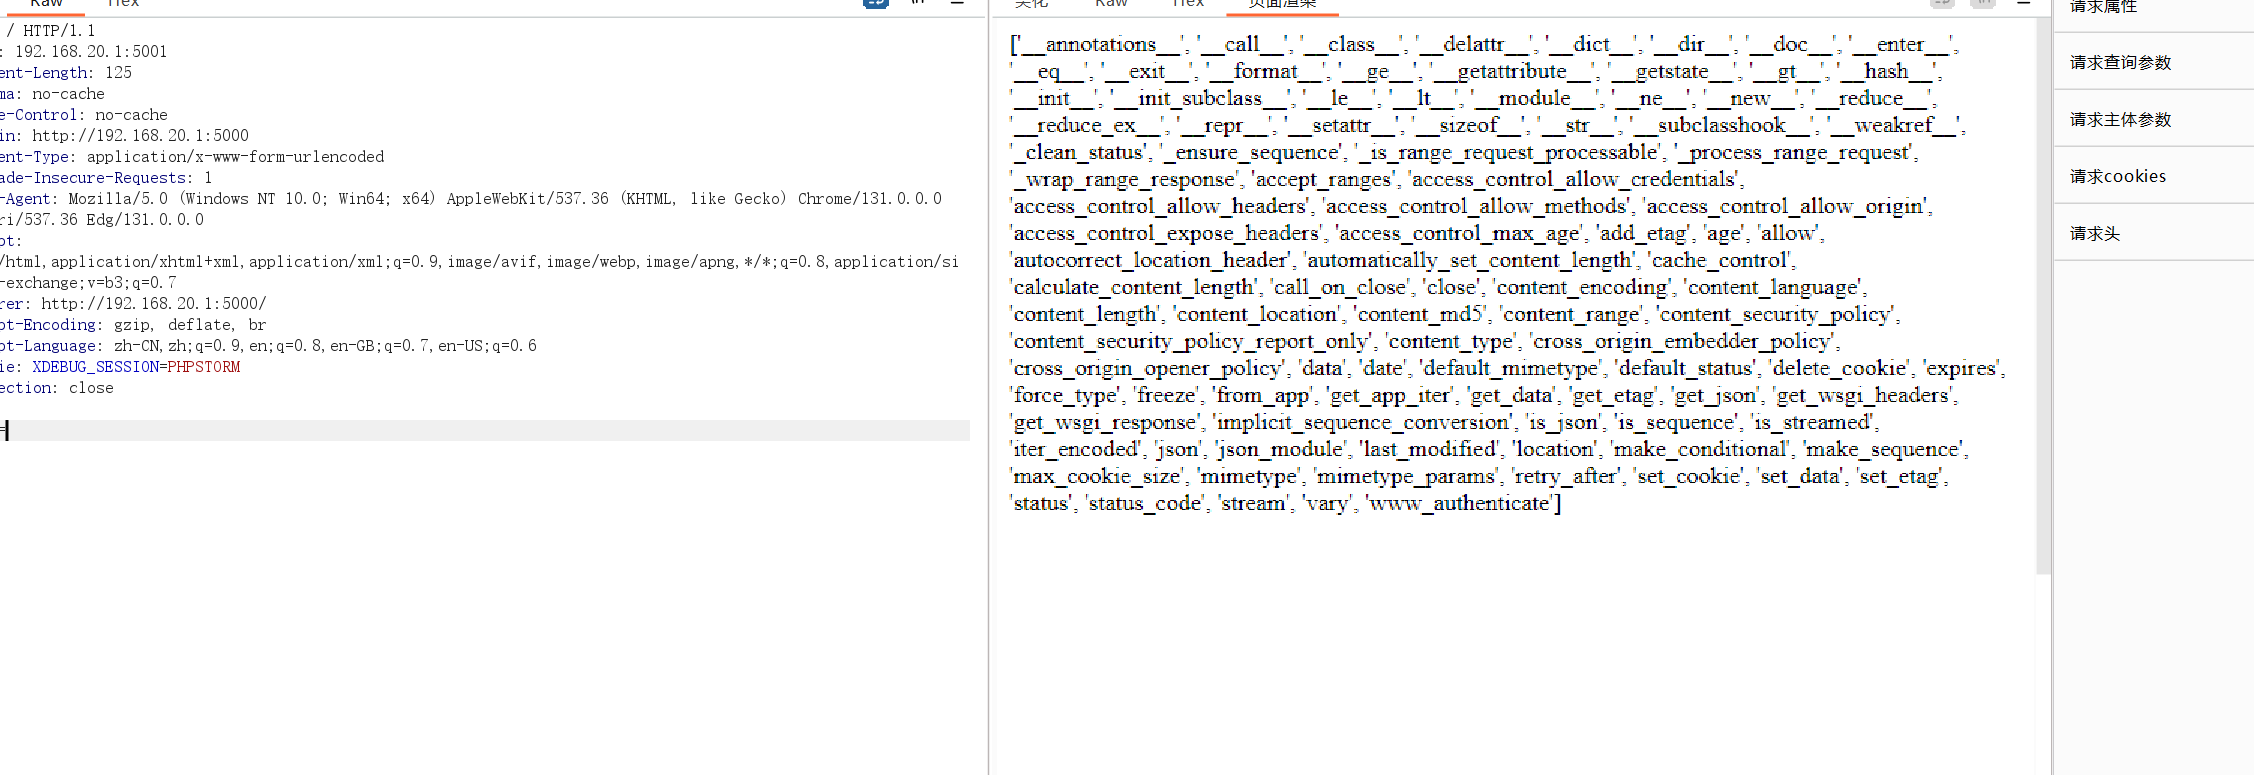 Raw
Hex
/ HTTP/1.1
: 192.168.20.1:5001
ent-Length: 125
ma: no-cache
e-Control: no-cache
in: http://192.168.20.1:5000
ent-Type: application/x-www-form-urlencoded
ade-Insecure-Requests: 1
-Agent: Mozilla/5.0 (Windows NT 10.0; Win64; x64) AppleWebKit/537.36 (KHTML, like Gecko) Chrome/131.0.0.0
ri/537.36 Edg/131.0.0.0
pt:
/html,application/xhtml+xml,application/xml;q=0.9,image/avif,image/webp,image/apng,*/*;q=0.8,application/si
-exchange;v=b3;q=0.7
rer: http://192.168.20.1:5000/
pt-Encoding: gzip, deflate, br
pt-Language: zh-CN,zh;q=0.9,en;q=0.8,en-GB;q=0.7,en-US;q=0.6
ie: XDEBUG_SESSION=PHPSTORM
ection: close
=
美化
Raw
Hex
页面渲染
['__annotations__', '__call__', '__class__', '__delattr__', '__dict__', '__dir__', '__doc__', '__enter__',
'__eq__', '__exit__', '__format__', '__ge__', '__getattribute__', '__getstate__', '__gt__', '__hash__',
'__init__', '__init_subclass__', '__le__', '__lt__', '__module__', '__ne__', '__new__', '__reduce__',
'__reduce_ex__', '__repr__', '__setattr__', '__sizeof__', '__str__', '__subclasshook__', '__weakref__',
'_clean_status', '_ensure_sequence', '_is_range_request_processable', '_process_range_request',
'_wrap_range_response', 'accept_ranges', 'access_control_allow_credentials',
'access_control_allow_headers', 'access_control_allow_methods', 'access_control_allow_origin',
'access_control_expose_headers', 'access_control_max_age', 'add_etag', 'age', 'allow',
'autocorrect_location_header', 'automatically_set_content_length', 'cache_control',
'calculate_content_length', 'call_on_close', 'close', 'content_encoding', 'content_language',
'content_length', 'content_location', 'content_md5', 'content_range', 'content_security_policy',
'content_security_policy_report_only', 'content_type', 'cross_origin_embedder_policy',
'cross_origin_opener_policy', 'data', 'date', 'default_mimetype', 'default_status', 'delete_cookie', 'expires',
'force_type', 'freeze', 'from_app', 'get_app_iter', 'get_data', 'get_etag', 'get_json', 'get_wsgi_headers',
'get_wsgi_response', 'implicit_sequence_conversion', 'is_json', 'is_sequence', 'is_streamed',
'iter_encoded', 'json', 'json_module', 'last_modified', 'location', 'make_conditional', 'make_sequence',
'max_cookie_size', 'mimetype', 'mimetype_params', 'retry_after', 'set_cookie', 'set_data', 'set_etag',
'status', 'status_code', 'stream', 'vary', 'www_authenticate']
请求属性
请求查询参数
请求主体参数
请求cookies
请求头